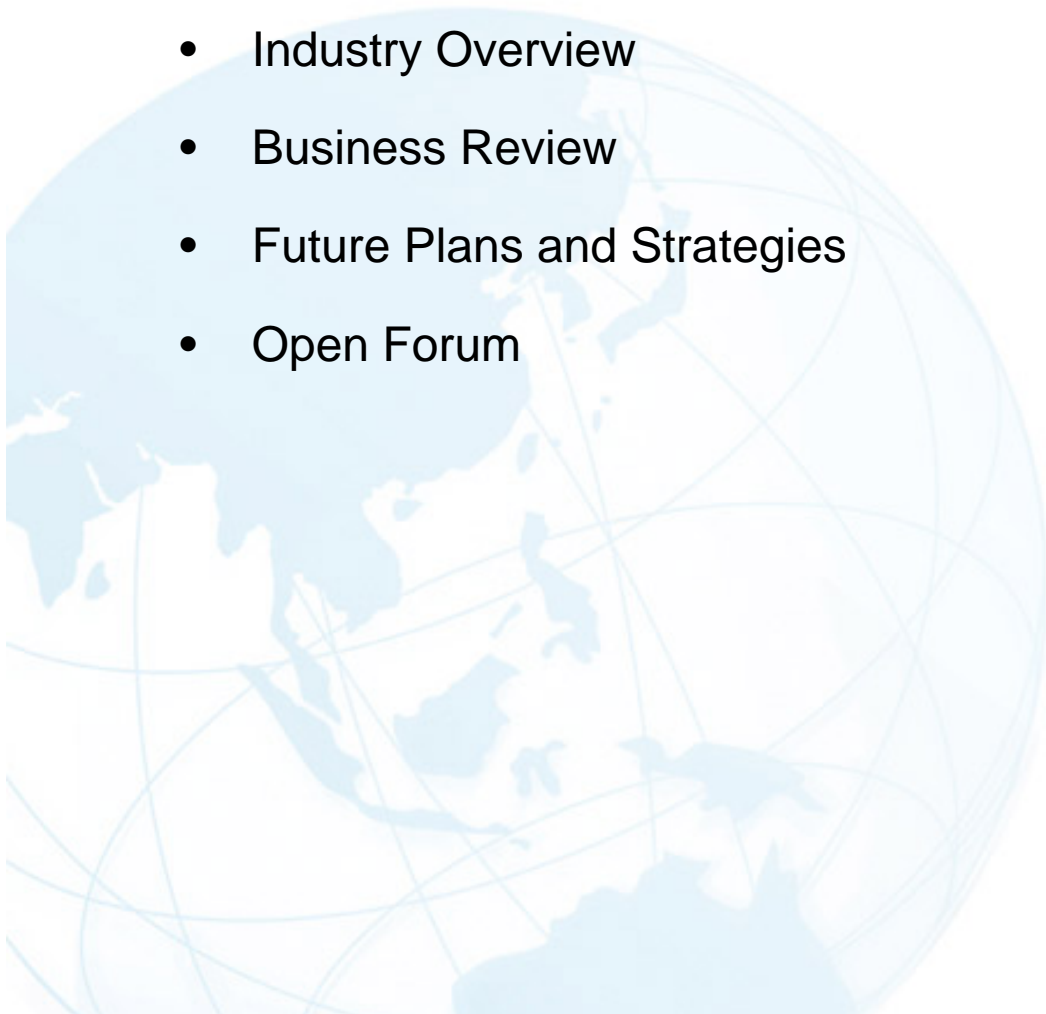 • Industry Overview
• Business Review
• Future Plans and Strategies
• Open Forum